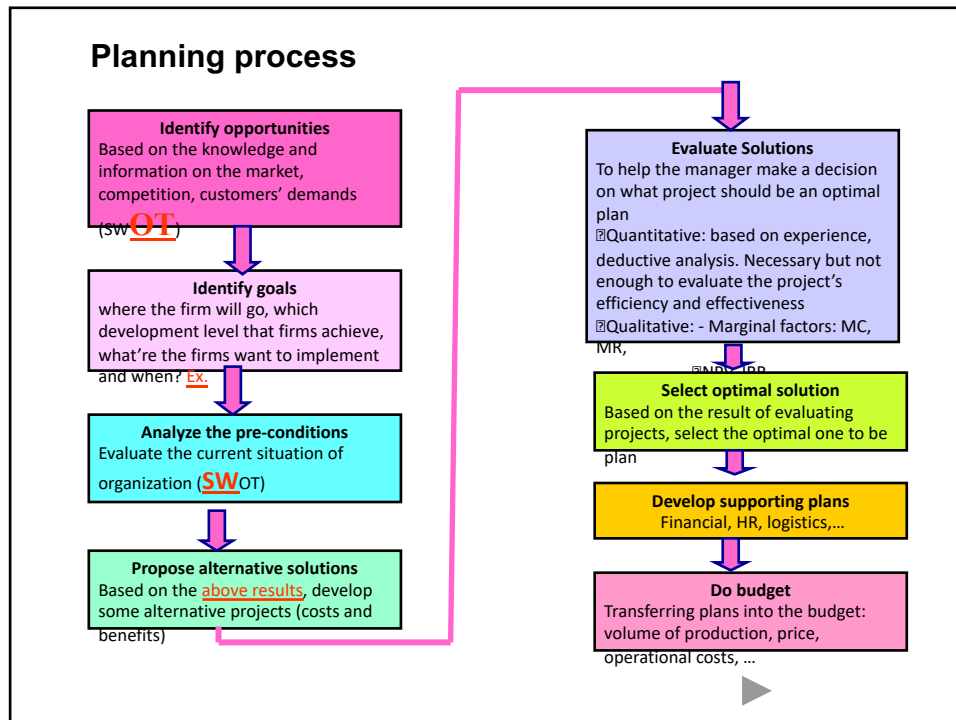 Planning process
Identify opportunities
Based on the knowledge and
information on the market,
competition, customers’ demands
(SWOT)
Identify goals
where the firm will go, which
development level that firms achieve,
what’re the firms want to implement
and when? Ex.
Analyze the pre-conditions
Evaluate the current situation of
organization (SWOT)
Propose alternative solutions
Based on the above results, develop
some alternative projects (costs and
benefits)
Evaluate Solutions
To help the manager make a decision
on what project should be an optimal
plan
Quantitative: based on experience,
deductive analysis. Necessary but not
enough to evaluate the project’s
efficiency and effectiveness
Qualitative: - Marginal factors: MC,
MR,
Select optimal solution
Based on the result of evaluating
projects, select the optimal one to be
plan
Develop supporting plans
Financial, HR, logistics,…
Do budget
Transferring plans into the budget:
volume of production, price,
operational costs, …